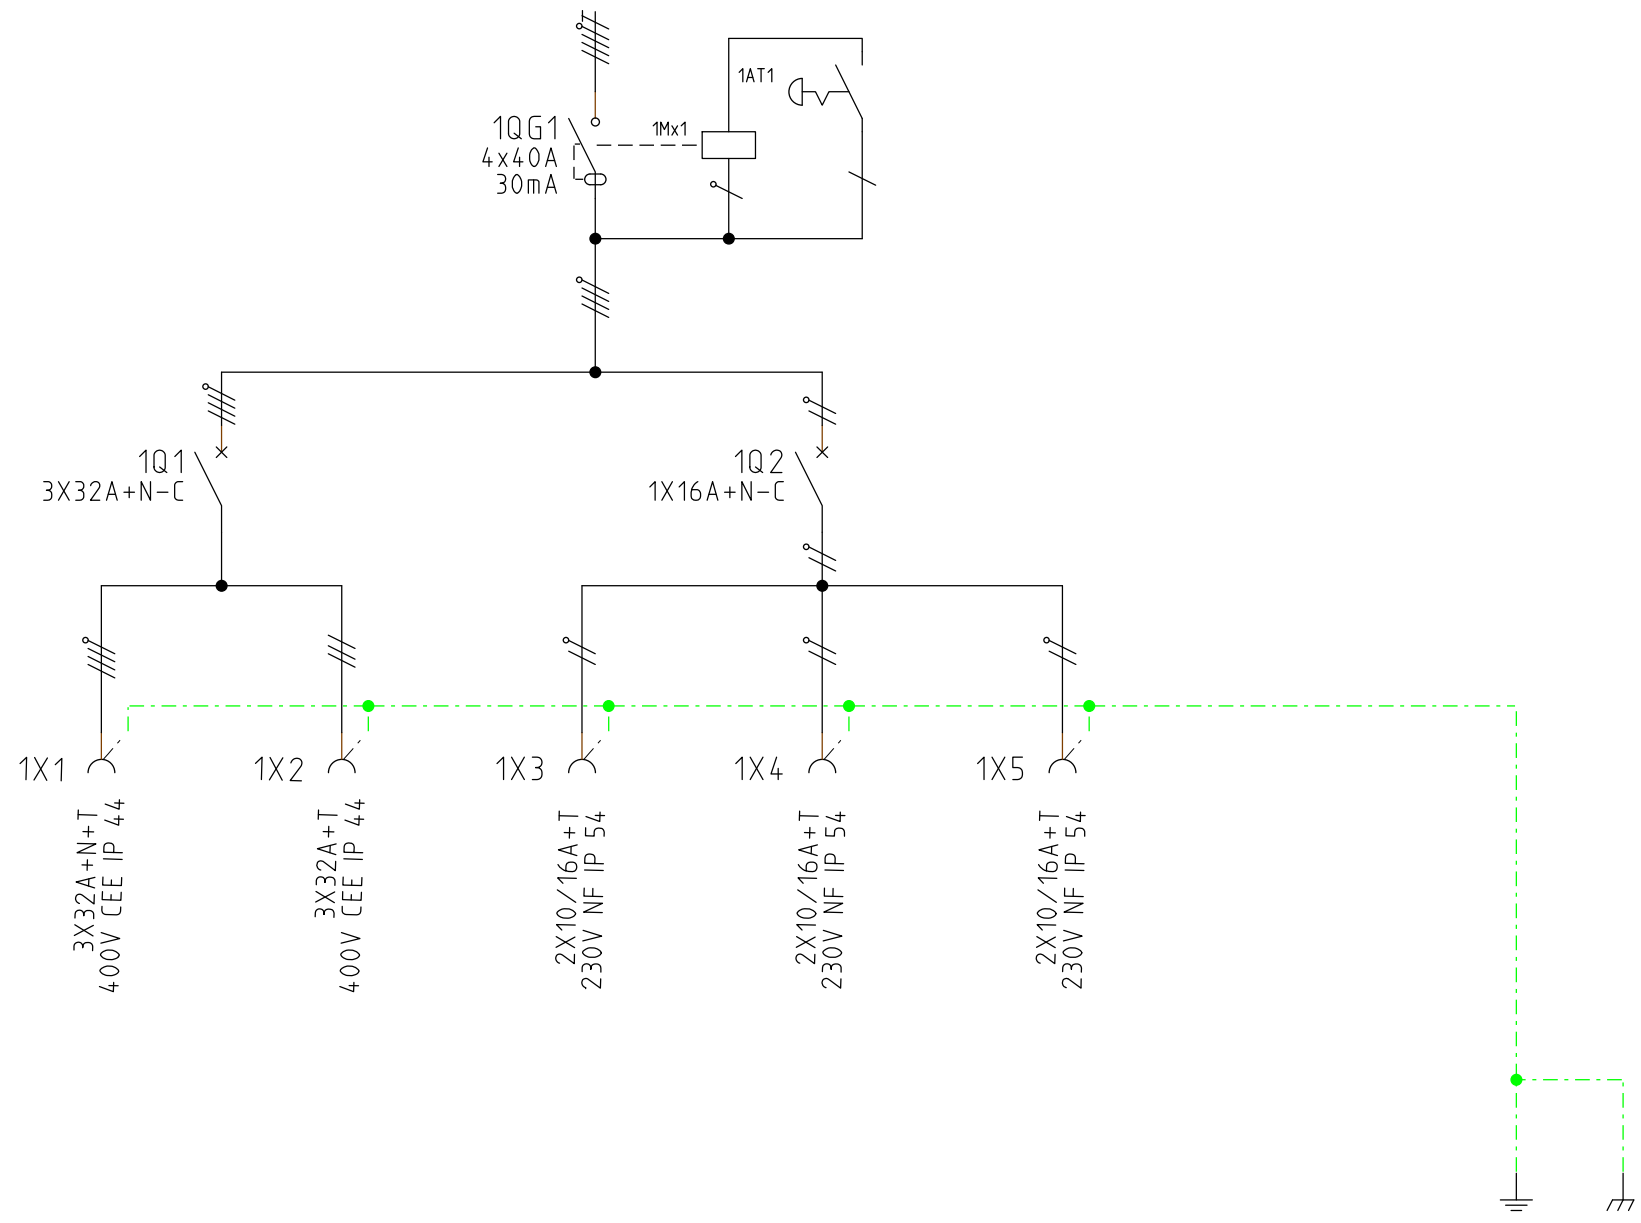 1AT1
1QG1
4x40A
30mA
1Mx1
1Q1
3X32A+N-C
1Q2
1X16A+N-C
1X1
1X2
1X3
1X4
1X5
3X32A+N+T
400V CEE IP 44
3X32A+T
400V CEE IP 44
2X10/16A+T
230V NF IP 54
2X10/16A+T
230V NF IP 54
2X10/16A+T
230V NF IP 54